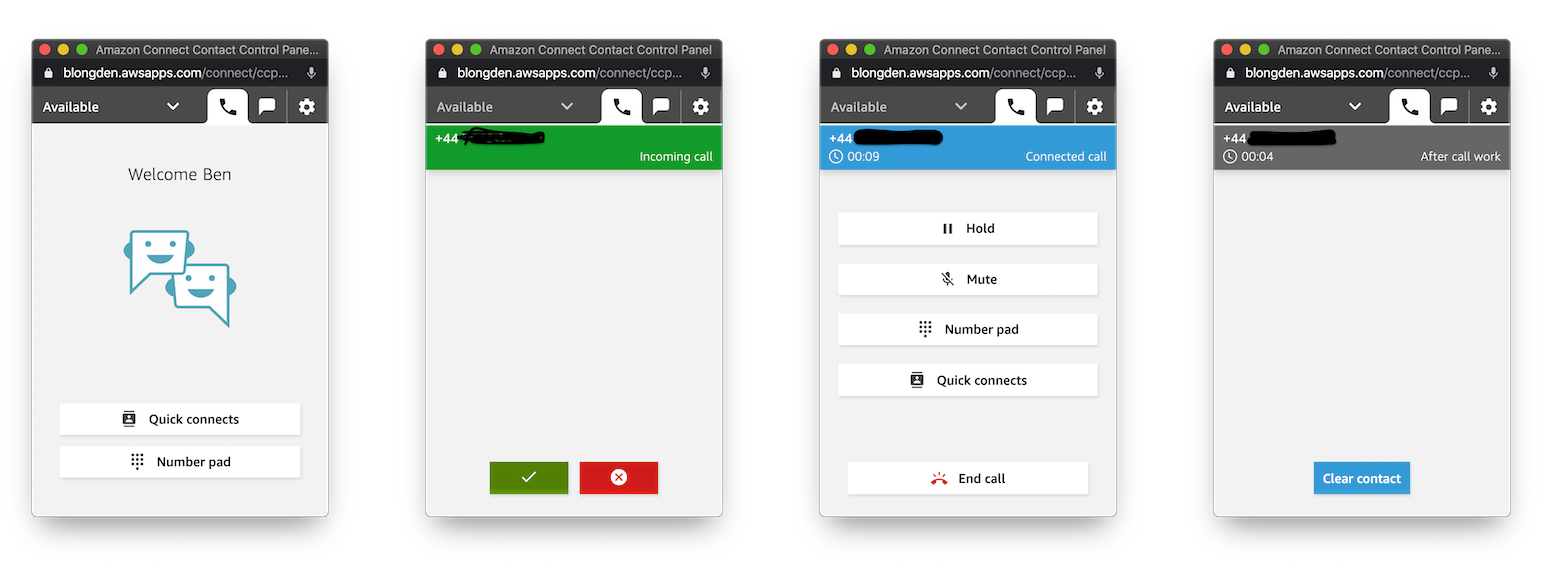 Amazon Connect Contact Control Pane...
blongden.awsapps.com/connect/ccp...
Available
Welcome Ben
Quick connects
Number pad
Amazon Connect Contact Control Panel
blongden.awsapps.com/connect/ccp...
Available
+44
Incoming call
Amazon Connect Contact Control Panel
blongden.awsapps.com/connect/ccp...
Available
+44
00:09 Connected call
Hold
Mute
Number pad
Quick connects
End call
Amazon Connect Contact Control Pane...
blongden.awsapps.com/connect/ccp...
Available
+44
00:04 After call work
Clear contact